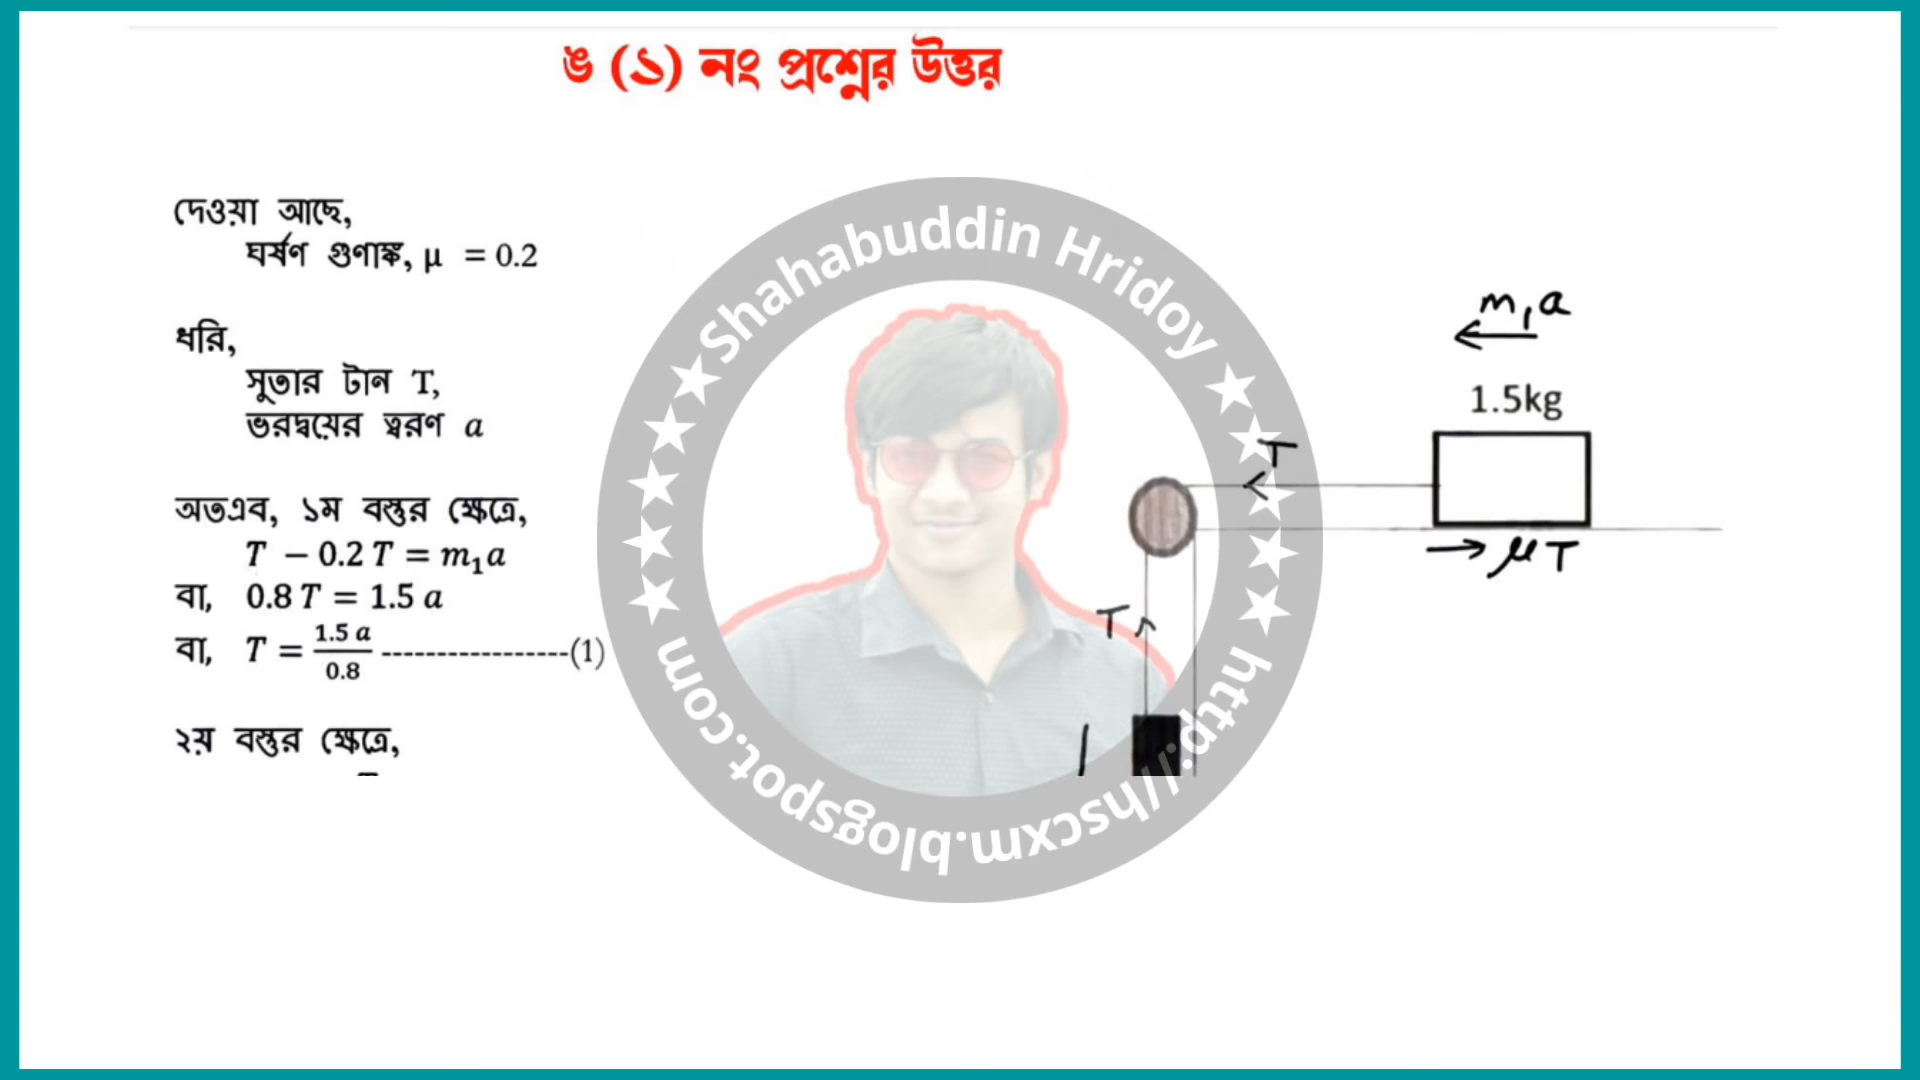 ঙ (১) নং প্রশ্নের উত্তর
দেওয়া আছে,
ঘর্ষণ গুণাঙ্ক, μ = 0.2
ধরি,
সুতার টান T,
ভরদ্বয়ের ত্বরণ a
অতএব, ১ম বস্তুর ক্ষেত্রে,
T − 0.2 T = m₁a
বা, 0.8 T = 1.5 a
বা, T = 1.5 a / 0.8 -----------------(1)
২য় বস্তুর ক্ষেত্রে,
m₁a
1.5kg
T
μT
T
★★★★★Shahabuddin Hridoy ★★★★★
http://hscxm.blogspot.com